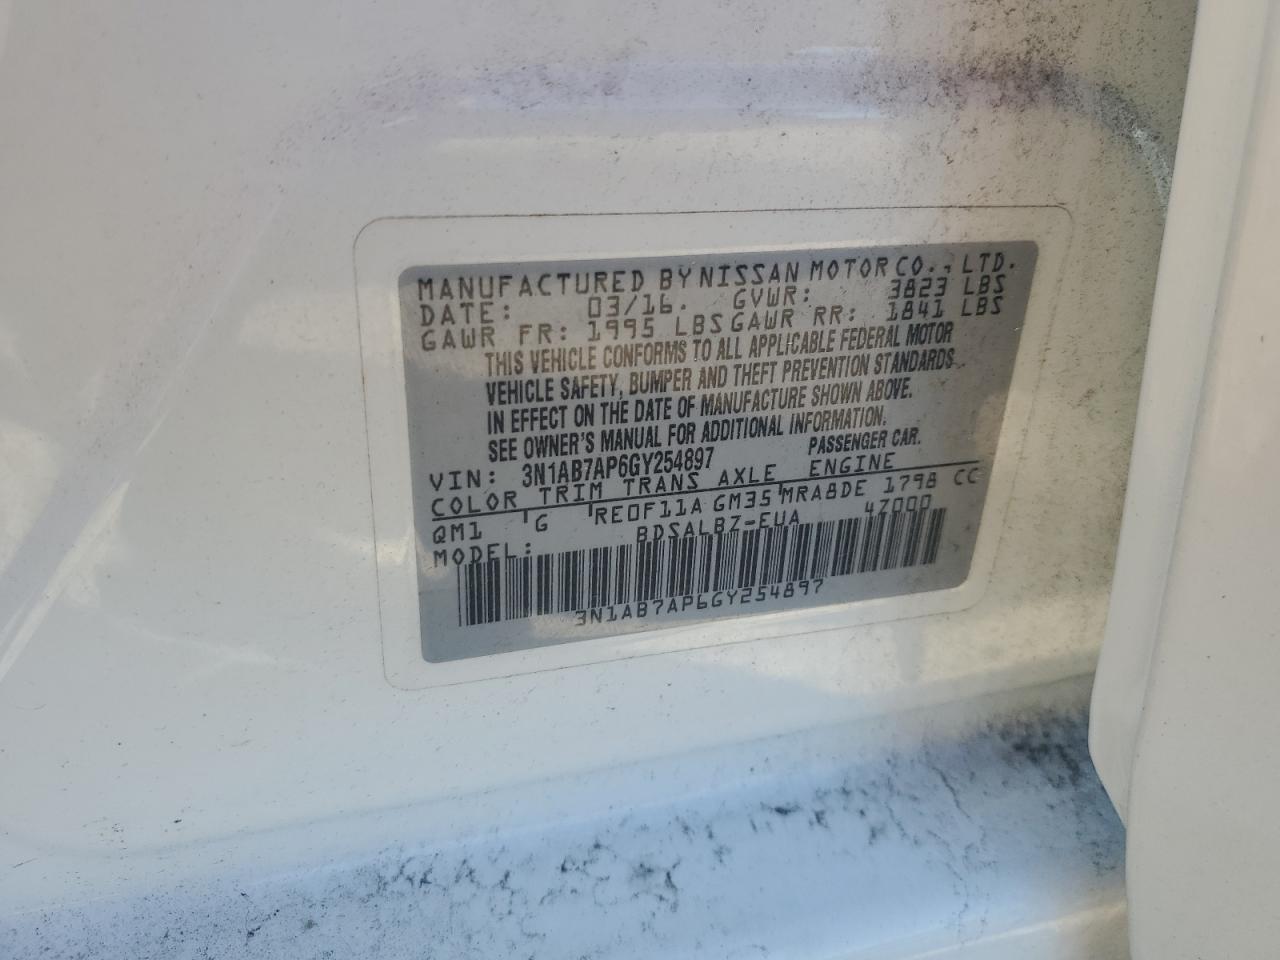 MANUFACTURED BY NISSAN MOTOR CO., LTD.
DATE: 03/16. GVWR: 3823 LBS
GAWR FR: 1995 LBS GAWR RR: 1841 LBS
THIS VEHICLE CONFORMS TO ALL APPLICABLE FEDERAL MOTOR
VEHICLE SAFETY, BUMPER AND THEFT PREVENTION STANDARDS
IN EFFECT ON THE DATE OF MANUFACTURE SHOWN ABOVE.
SEE OWNER'S MANUAL FOR ADDITIONAL INFORMATION.
VIN: 3N1AB7AP6GY254897 PASSENGER CAR.
COLOR TRIM TRANS AXLE ENGINE
QM1 G RE0F11A GM35 MRA8DE 1798 CC
MODEL: BDSALBZ-EUA 4Z000
3N1AB7AP6GY254897